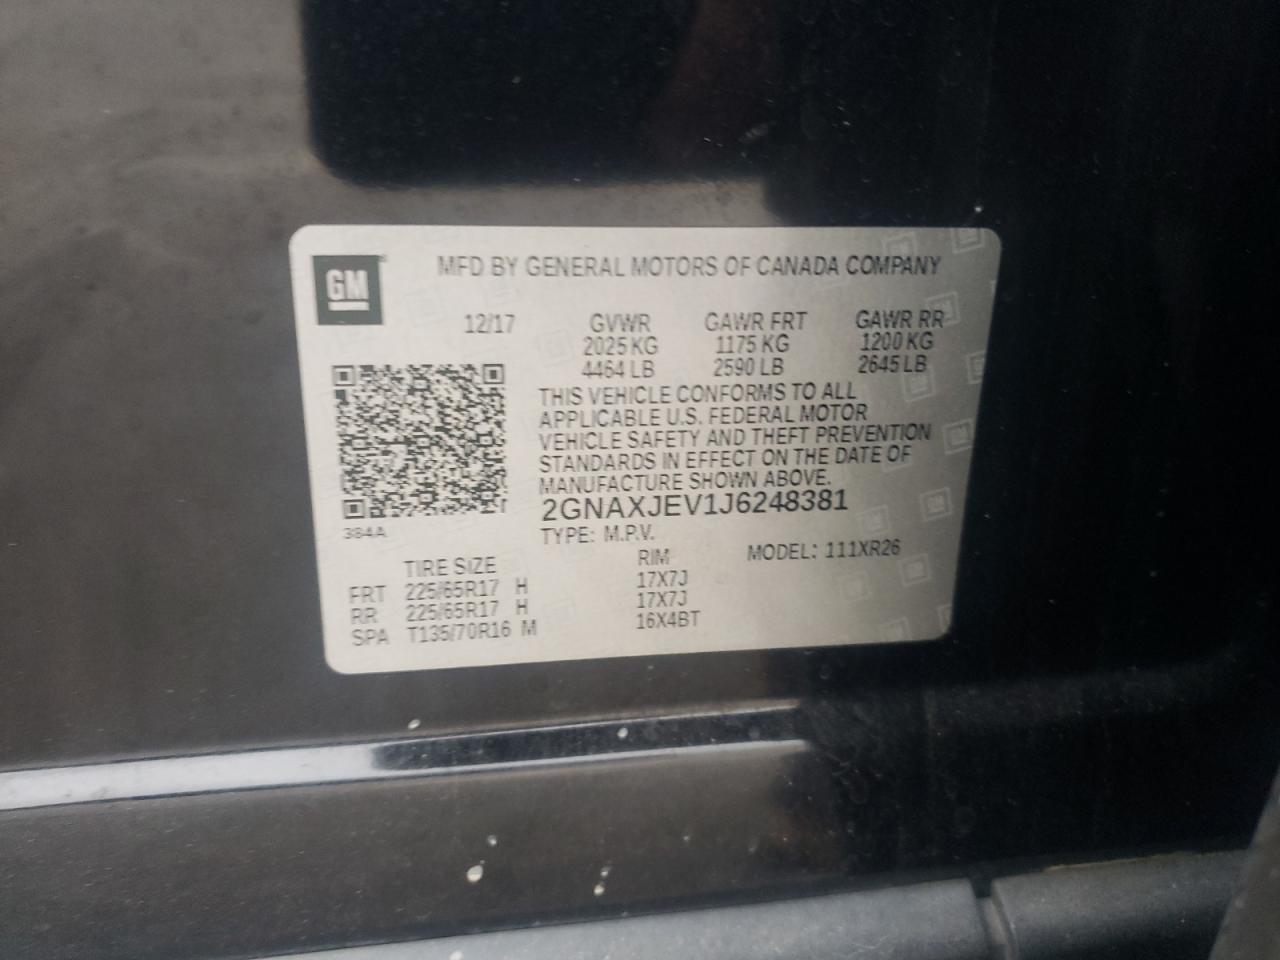 GM
MFD BY GENERAL MOTORS OF CANADA COMPANY
12/17 GVWR GAWR FRT GAWR RR
2025 KG 1175 KG 1200 KG
4464 LB 2590 LB 2645 LB
THIS VEHICLE CONFORMS TO ALL
APPLICABLE U.S. FEDERAL MOTOR
VEHICLE SAFETY AND THEFT PREVENTION
STANDARDS IN EFFECT ON THE DATE OF
MANUFACTURE SHOWN ABOVE.
2GNAXJEV1J6248381
384A
TYPE: M.P.V.
MODEL: 111XR26
TIRE SIZE RIM
FRT 225/65R17 H 17X7J
RR 225/65R17 H 17X7J
SPA T135/70R16 M 16X4BT